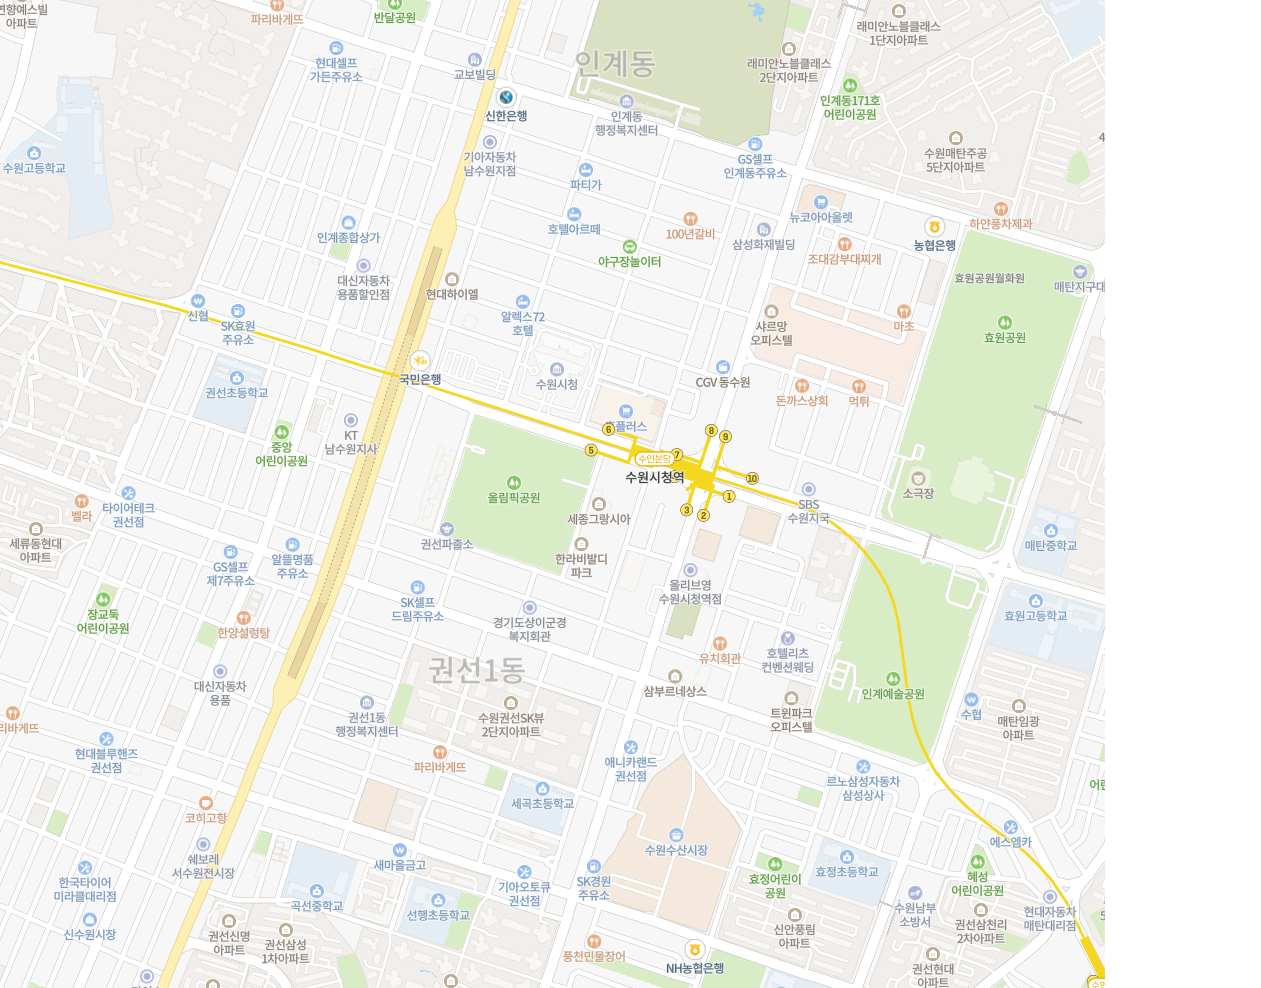 파리바게뜨
반달공원
아파트
래미안노블클래스
1단지아파트
인계동
현대셀프
가든주유소
교보빌딩
래미안노블클래스
2단지아파트
인계동171호
어린이공원
신한은행
인계동
행정복지센터
수원고등학교
기아자동차
남수원지점
GS셀프
인계동주유소
수원매탄주공
5단지아파트
파티가
뉴코아아울렛
호텔아르떼
100년갈비
삼성화재빌딩
하얀풍차제과
농협은행
인계종합상가
야구장놀이터
조대감부대찌개
대신자동차
용품할인점
현대하이엘
효원공원월화원
매탄지구대
신협
SK효원
주유소
알렉스72
호텔
샤르망
오피스텔
마초
효원공원
국민은행
수원시청
CGV 동수원
권선초등학교
돈까스상회
먹튀
홈플러스
KT
남수원지사
중앙
어린이공원
6
8
9
5
7
수인분당
수원시청역
10
1
3
2
올림픽공원
소극장
SBS
수원지국
벨라
타이어테크
권선점
세종그랑시아
세류동현대
아파트
권선파출소
매탄중학교
GS셀프
제7주유소
알뜰명품
주유소
한라비발디
파크
올리브영
수원시청역점
장교둑
어린이공원
한양설렁탕
SK셀프
드림주유소
경기도상이군경
복지회관
효원고등학교
유치회관
호텔리츠
컨벤션웨딩
권선1동
대신자동차
용품
삼부르네상스
인계예술공원
리바게뜨
권선1동
행정복지센터
수원권선SK뷰
2단지아파트
트윈파크
오피스텔
수협
매탄임광
아파트
현대블루핸즈
권선점
파리바게뜨
애니카랜드
권선점
르노삼성자동차
삼성상사
세곡초등학교
코히고항
수원수산시장
에스엠카
쉐보레
서수원전시장
새마을금고
한국타이어
미라클대리점
기아오토큐
권선점
SK경원
주유소
효정어린이
공원
효정초등학교
혜성
어린이공원
곡선중학교
선행초등학교
수원남부
소방서
현대자동차
매탄대리점
신수원시장
권선신명
아파트
권선삼성
1차아파트
신안풍림
아파트
권선삼천리
2차아파트
풍천민물장어
NH농협은행
권선현대
아파트